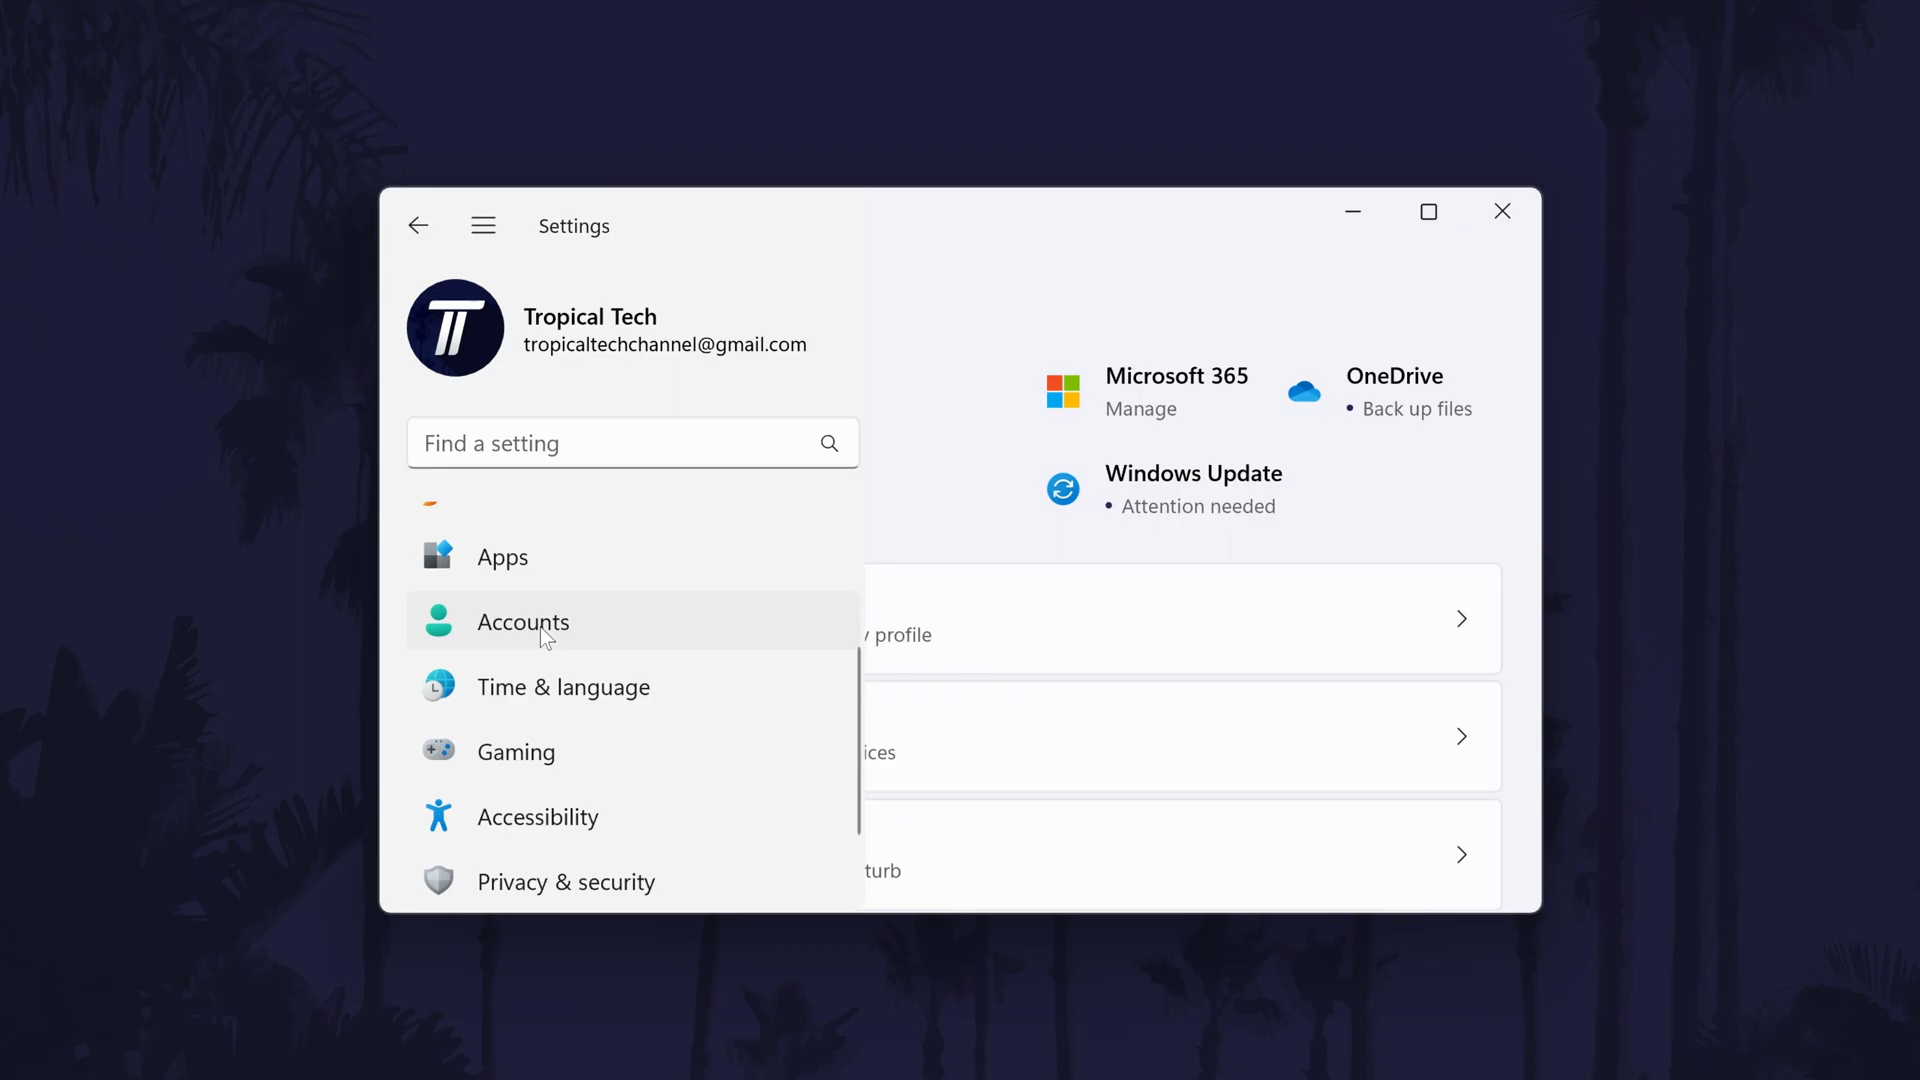 Settings
Tropical Tech
tropicaltechchannel@gmail.com
Find a setting
Apps
Accounts
Time & language
Gaming
Accessibility
Privacy & security
Microsoft 365
Manage
OneDrive
• Back up files
Windows Update
• Attention needed
profile
ices
turb